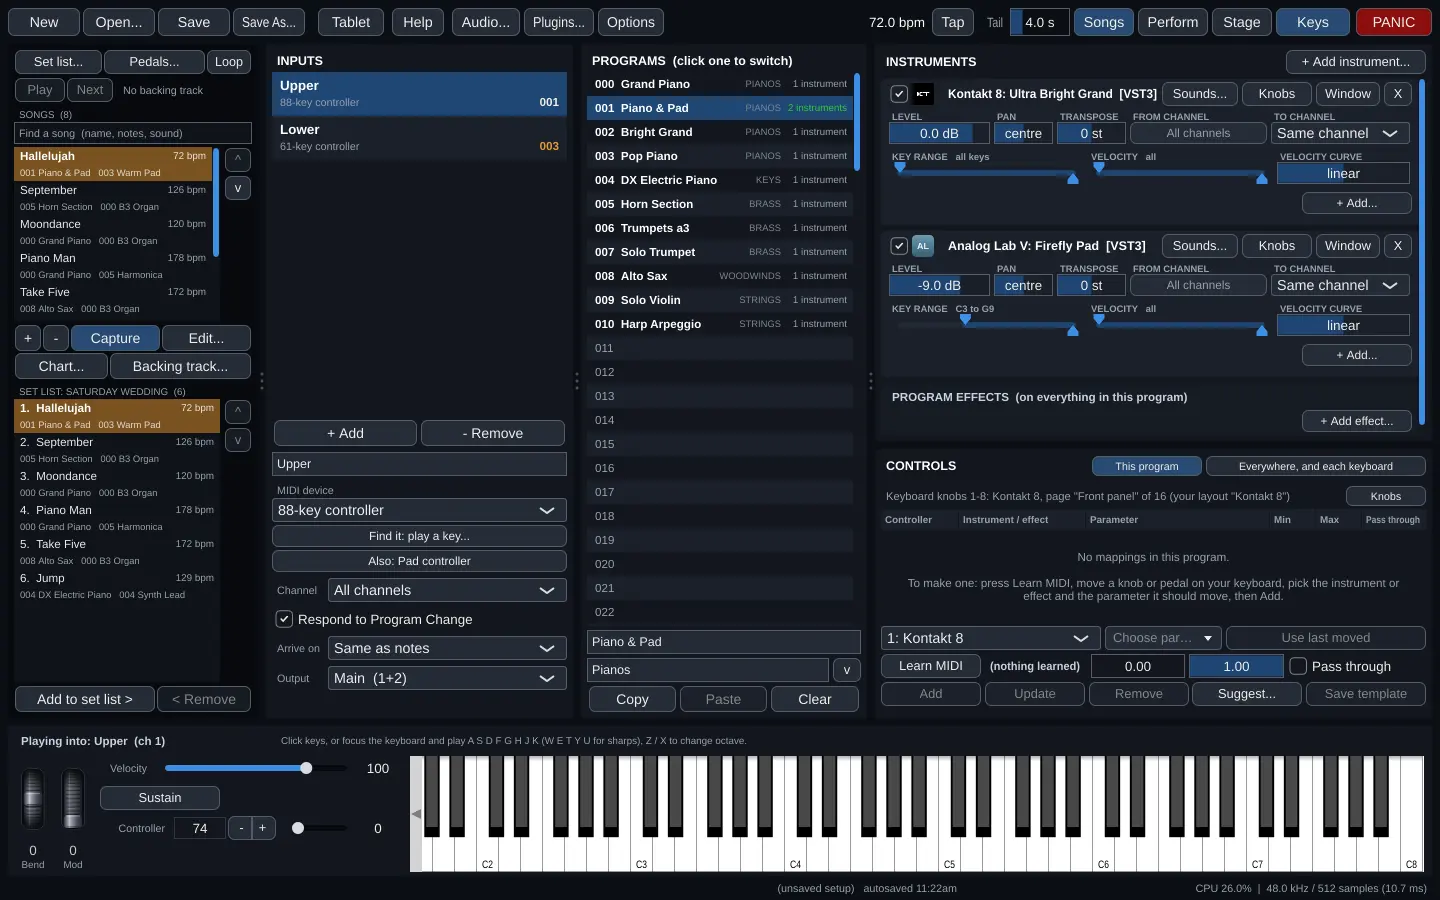 New Open... Save Save As... Tablet Help Audio... Plugins... Options 72.0 bpm Tap Tail 4.0 s Songs Perform Stage Keys PANIC
Set list... Pedals... Loop
Play Next No backing track
SONGS (8)
Find a song (name, notes, sound)
Hallelujah 72 bpm
001 Piano & Pad 003 Warm Pad
^
September 126 bpm
v
005 Horn Section 000 B3 Organ
Moondance 120 bpm
000 Grand Piano 000 B3 Organ
Piano Man 178 bpm
000 Grand Piano 005 Harmonica
Take Five 172 bpm
008 Alto Sax 000 B3 Organ
+ - Capture Edit...
Chart... Backing track...
SET LIST: SATURDAY WEDDING (6)
1. Hallelujah 72 bpm
001 Piano & Pad 003 Warm Pad
^
2. September 126 bpm
v
005 Horn Section 000 B3 Organ
3. Moondance 120 bpm
000 Grand Piano 000 B3 Organ
4. Piano Man 178 bpm
000 Grand Piano 005 Harmonica
5. Take Five 172 bpm
008 Alto Sax 000 B3 Organ
6. Jump 129 bpm
004 DX Electric Piano 004 Synth Lead
Add to set list > < Remove
INPUTS
Upper
88-key controller 001
Lower
61-key controller 003
+ Add - Remove
Upper
MIDI device
88-key controller
Find it: play a key...
Also: Pad controller
Channel All channels
Respond to Program Change
Arrive on Same as notes
Output Main (1+2)
PROGRAMS (click one to switch)
000 Grand Piano PIANOS 1 instrument
001 Piano & Pad PIANOS 2 instruments
002 Bright Grand PIANOS 1 instrument
003 Pop Piano PIANOS 1 instrument
004 DX Electric Piano KEYS 1 instrument
005 Horn Section BRASS 1 instrument
006 Trumpets a3 BRASS 1 instrument
007 Solo Trumpet BRASS 1 instrument
008 Alto Sax WOODWINDS 1 instrument
009 Solo Violin STRINGS 1 instrument
010 Harp Arpeggio STRINGS 1 instrument
011
012
013
014
015
016
017
018
019
020
021
022
Piano & Pad
Pianos v
Copy Paste Clear
INSTRUMENTS + Add instrument...
KT Kontakt 8: Ultra Bright Grand [VST3] Sounds... Knobs Window X
LEVEL PAN TRANSPOSE FROM CHANNEL TO CHANNEL
0.0 dB centre 0 st All channels Same channel
KEY RANGE all keys VELOCITY all VELOCITY CURVE
linear
+ Add...
AL Analog Lab V: Firefly Pad [VST3] Sounds... Knobs Window X
LEVEL PAN TRANSPOSE FROM CHANNEL TO CHANNEL
-9.0 dB centre 0 st All channels Same channel
KEY RANGE C3 to G9 VELOCITY all VELOCITY CURVE
linear
+ Add...
PROGRAM EFFECTS (on everything in this program)
+ Add effect...
CONTROLS This program Everywhere, and each keyboard
Keyboard knobs 1-8: Kontakt 8, page "Front panel" of 16 (your layout "Kontakt 8") Knobs
Controller Instrument / effect Parameter Min Max Pass through
No mappings in this program.
To make one: press Learn MIDI, move a knob or pedal on your keyboard, pick the instrument or
effect and the parameter it should move, then Add.
1: Kontakt 8 Choose par... Use last moved
Learn MIDI (nothing learned) 0.00 1.00 Pass through
Add Update Remove Suggest... Save template
Playing into: Upper (ch 1) Click keys, or focus the keyboard and play A S D F G H J K (W E T Y U for sharps), Z / X to change octave.
Velocity 100
Sustain
Controller 74 - + 0
0 0
Bend Mod
C2 C3 C4 C5 C6 C7 C8
(unsaved setup) autosaved 11:22am CPU 26.0% | 48.0 kHz / 512 samples (10.7 ms)